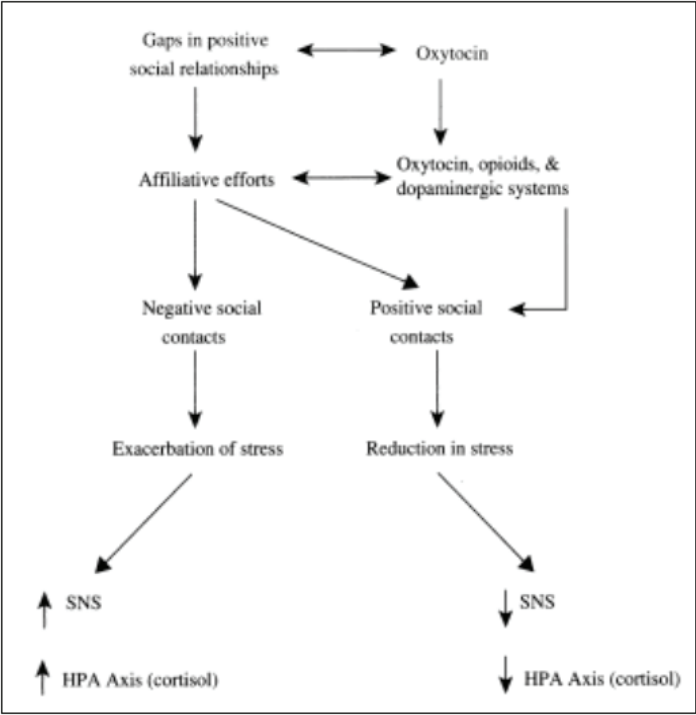 Gaps in positive
social relationships
Oxytocin
Affiliative efforts
Oxytocin, opioids, &
dopaminergic systems
Negative social
contacts
Positive social
contacts
Exacerbation of stress
Reduction in stress
SNS
HPA Axis (cortisol)
SNS
HPA Axis (cortisol)